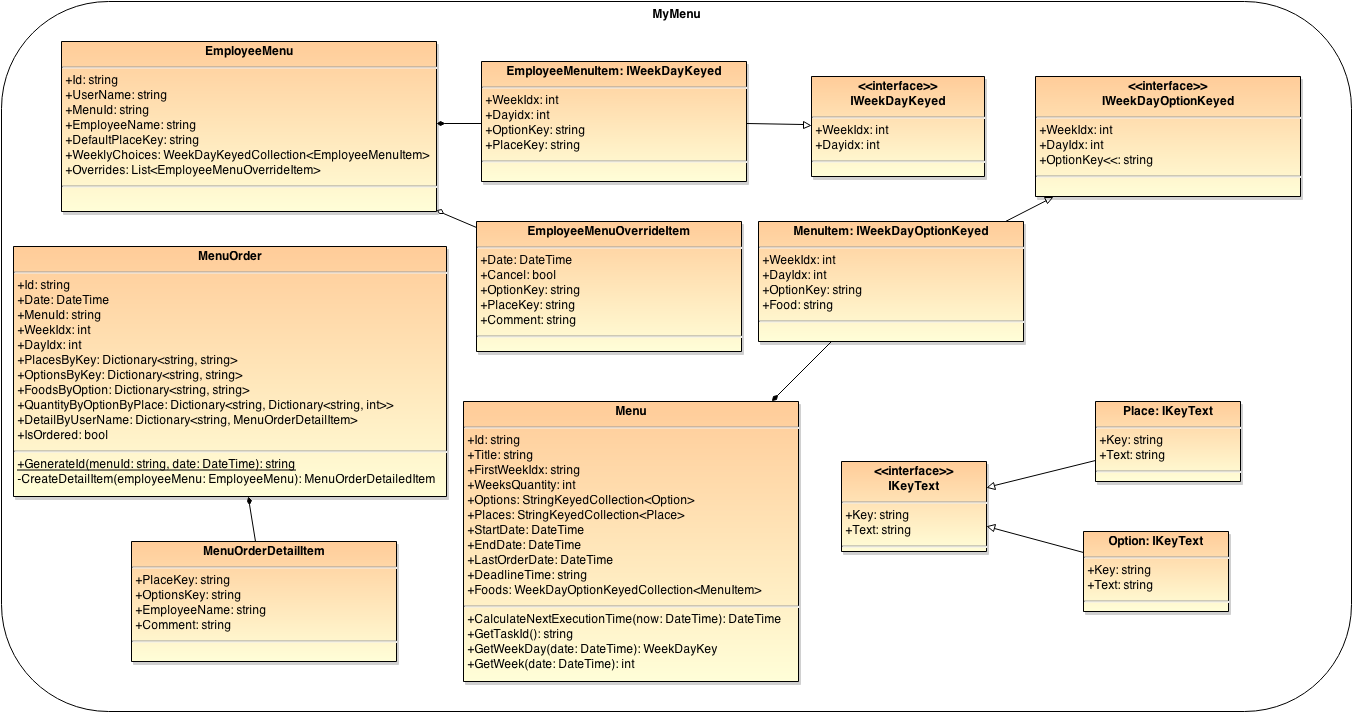 MyMenu
EmployeeMenu
+Id: string
+UserName: string
+MenuId: string
+EmployeeName: string
+DefaultPlaceKey: string
+WeeklyChoices: WeekDayKeyedCollection<EmployeeMenuItem>
+Overrides: List<EmployeeMenuOverrideItem>
EmployeeMenuItem: IWeekDayKeyed
+WeekIdx: int
+Dayidx: int
+OptionKey: string
+PlaceKey: string
<<interface>>
IWeekDayKeyed
+WeekIdx: int
+Dayidx: int
<<interface>>
IWeekDayOptionKeyed
+WeekIdx: int
+DayIdx: int
+OptionKey<<: string
EmployeeMenuOverrideItem
+Date: DateTime
+Cancel: bool
+OptionKey: string
+PlaceKey: string
+Comment: string
MenuItem: IWeekDayOptionKeyed
+WeekIdx: int
+DayIdx: int
+OptionKey: string
+Food: string
MenuOrder
+Id: string
+Date: DateTime
+MenuId: string
+WeekIdx: int
+DayIdx: int
+PlacesByKey: Dictionary<string, string>
+OptionsByKey: Dictionary<string, string>
+FoodsByOption: Dictionary<string, string>
+QuantityByOptionByPlace: Dictionary<string, Dictionary<string, int>>
+DetailByUserName: Dictionary<string, MenuOrderDetailItem>
+IsOrdered: bool
+GenerateId(menuId: string, date: DateTime): string
-CreateDetailItem(employeeMenu: EmployeeMenu): MenuOrderDetailedItem
MenuOrderDetailItem
+PlaceKey: string
+OptionsKey: string
+EmployeeName: string
+Comment: string
Menu
+Id: string
+Title: string
+FirstWeekIdx: string
+WeeksQuantity: int
+Options: StringKeyedCollection<Option>
+Places: StringKeyedCollection<Place>
+StartDate: DateTime
+EndDate: DateTime
+LastOrderDate: DateTime
+DeadlineTime: string
+Foods: WeekDayOptionKeyedCollection<MenuItem>
+CalculateNextExecutionTime(now: DateTime): DateTime
+GetTaskId(): string
+GetWeekDay(date: DateTime): WeekDayKey
+GetWeek(date: DateTime): int
<<interface>>
IKeyText
+Key: string
+Text: string
Place: IKeyText
+Key: string
+Text: string
Option: IKeyText
+Key: string
+Text: string